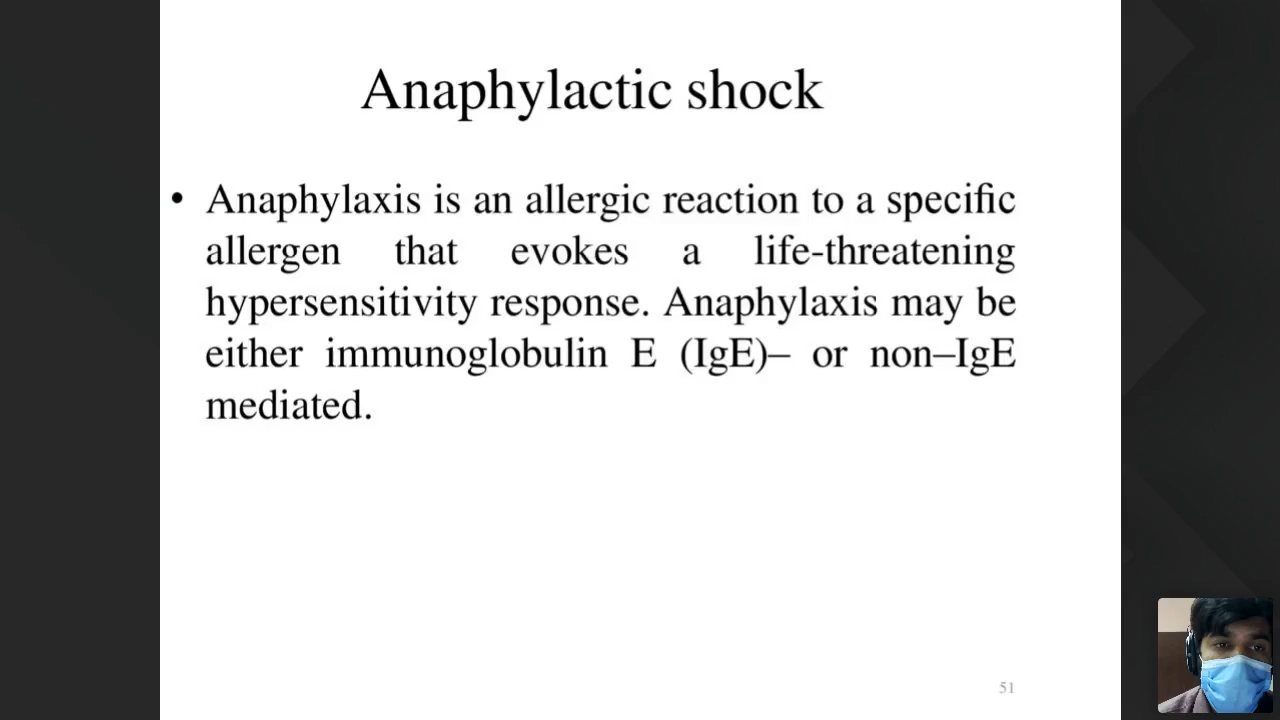 Anaphylactic shock
• Anaphylaxis is an allergic reaction to a specific
allergen that evokes a life-threatening
hypersensitivity response. Anaphylaxis may be
either immunoglobulin E (IgE)– or non–IgE
mediated.
51